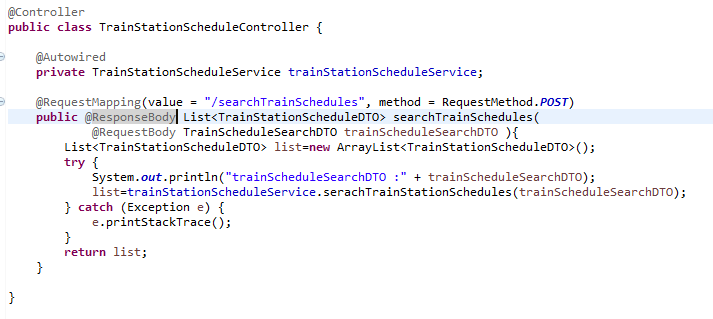 @Controller
public class TrainStationScheduleController {
@Autowired
private TrainStationScheduleService trainStationScheduleService;
@RequestMapping(value = "/searchTrainSchedules", method = RequestMethod.POST)
public @ResponseBody List<TrainStationScheduleDTO> searchTrainSchedules(
@RequestBody TrainScheduleSearchDTO trainScheduleSearchDTO ){
List<TrainStationScheduleDTO> list=new ArrayList<TrainStationScheduleDTO>();
try {
System.out.println("trainScheduleSearchDTO :" + trainScheduleSearchDTO);
list=trainStationScheduleService.serachTrainStationSchedules(trainScheduleSearchDTO);
} catch (Exception e) {
e.printStackTrace();
}
return list;
}
}